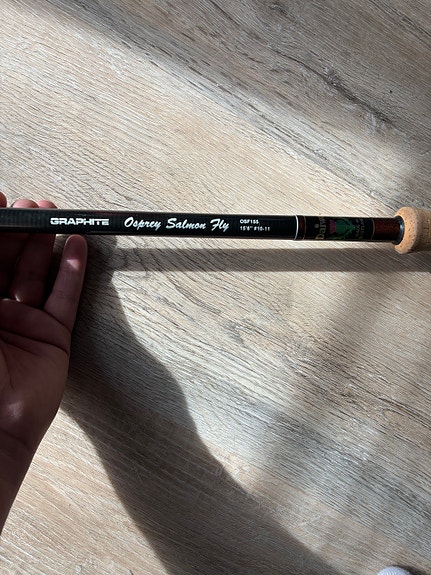 GRAPHITE
Osprey Salmon Fly
OSF155
15'6" #10-11